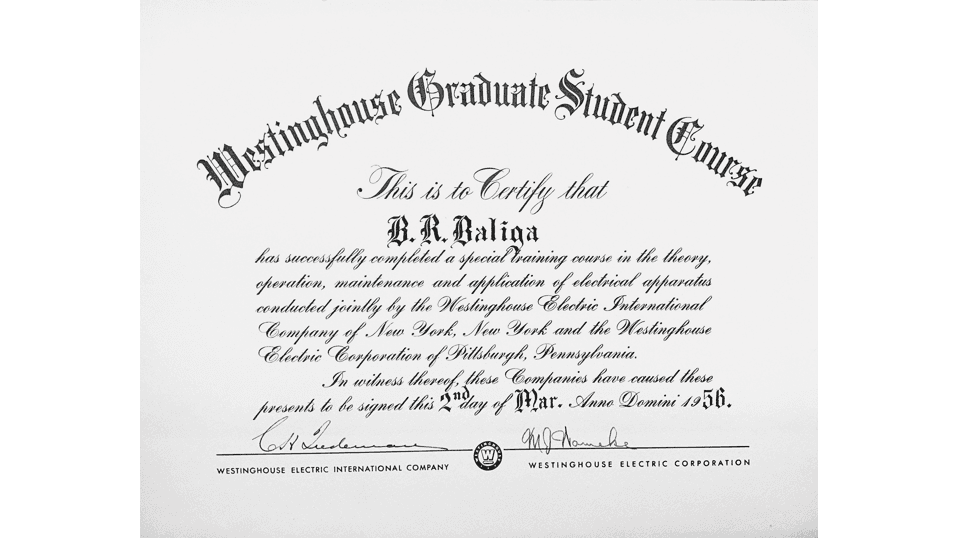 Westinghouse Graduate Student Course
This is to Certify that
B. R. Baliga
has successfully completed a special training course in the theory,
operation, maintenance and application of electrical apparatus
conducted jointly by the Westinghouse Electric International
Company of New York, New York and the Westinghouse
Electric Corporation of Pittsburgh, Pennsylvania.
In witness thereof, these Companies have caused these
presents to be signed this 2nd day of Mar. Anno Domini 1956.
WESTINGHOUSE ELECTRIC INTERNATIONAL COMPANY
WESTINGHOUSE ELECTRIC CORPORATION